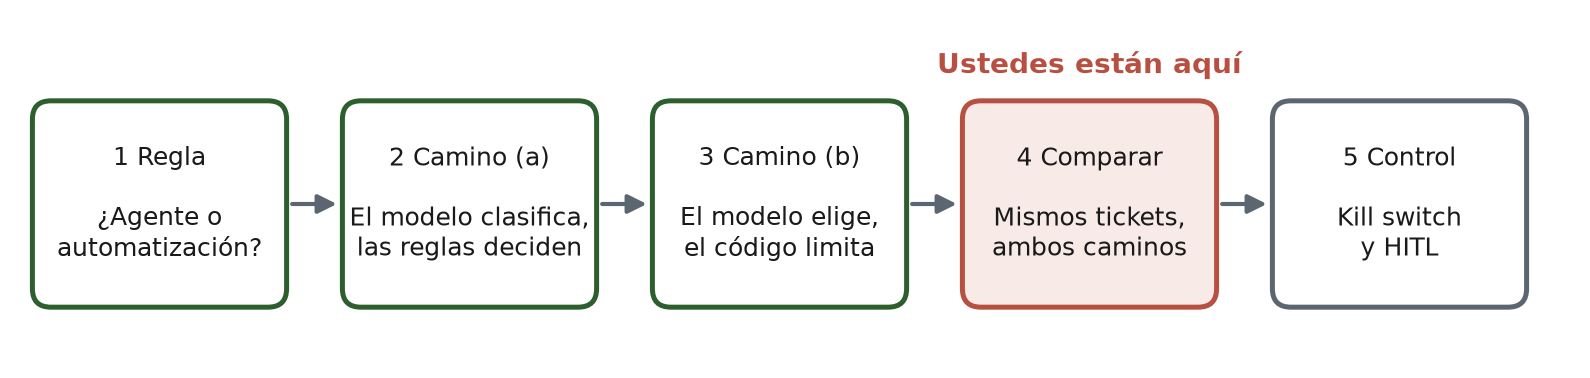 Ustedes están aquí
1 Regla
¿Agente o
automatización?
2 Camino (a)
El modelo clasifica,
las reglas deciden
3 Camino (b)
El modelo elige,
el código limita
4 Comparar
Mismos tickets,
ambos caminos
5 Control
Kill switch
y HITL